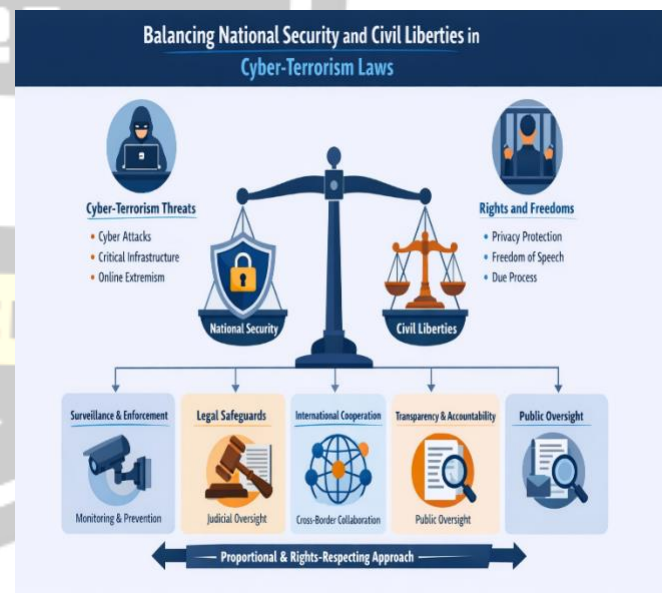 Balancing National Security and Civil Liberties in
Cyber-Terrorism Laws
Cyber-Terrorism Threats
• Cyber Attacks
• Critical Infrastructure
• Online Extremism
Rights and Freedoms
• Privacy Protection
• Freedom of Speech
• Due Process
National Security
Civil Liberties
Surveillance & Enforcement
Monitoring & Prevention
Legal Safeguards
Judicial Oversight
International Cooperation
Cross-Border Collaboration
Transparency & Accountability
Public Oversight
Public Oversight
Proportional & Rights-Respecting Approach